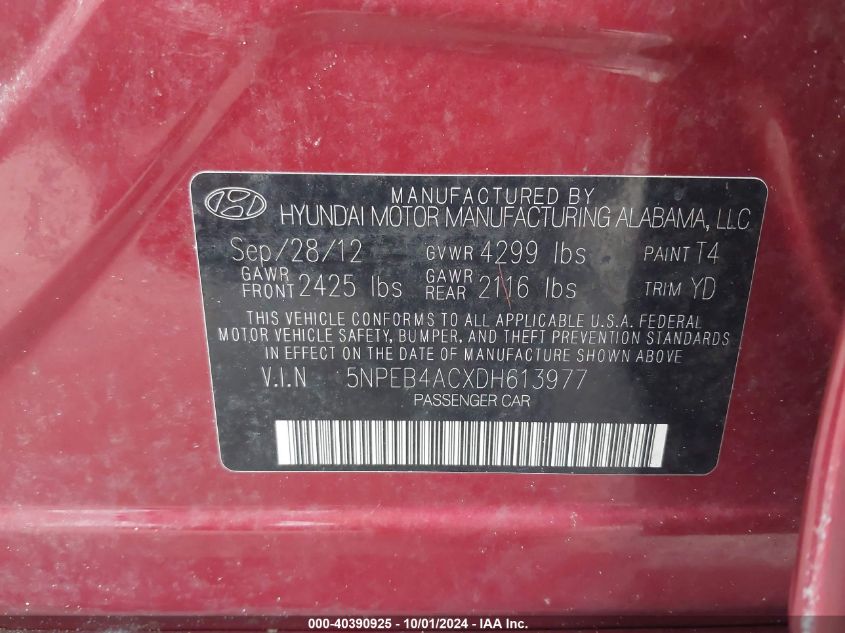 MANUFACTURED BY
HYUNDAI MOTOR MANUFACTURING ALABAMA, LLC
Sep/28/12 GVWR 4299 lbs PAINT T4
GAWR FRONT 2425 lbs GAWR REAR 2116 lbs TRIM YD
THIS VEHICLE CONFORMS TO ALL APPLICABLE U.S.A. FEDERAL
MOTOR VEHICLE SAFETY, BUMPER, AND THEFT PREVENTION STANDARDS
IN EFFECT ON THE DATE OF MANUFACTURE SHOWN ABOVE
V.I.N 5NPEB4ACXDH613977
PASSENGER CAR
000-40390925 - 10/01/2024 - IAA Inc.